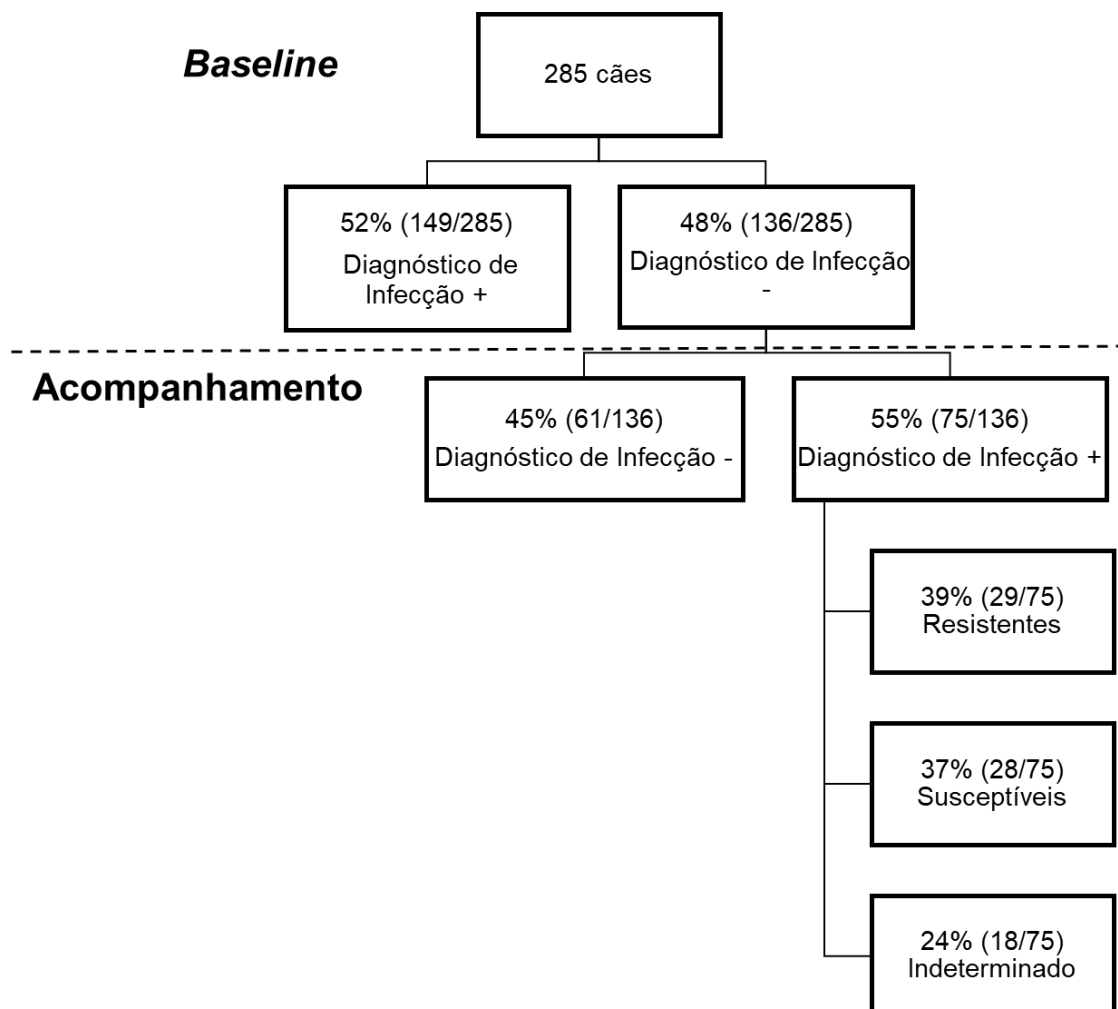 Baseline
285 cães
52% (149/285)
Diagnóstico de
Infecção +
48% (136/285)
Diagnóstico de Infecção
-
Acompanhamento
45% (61/136)
Diagnóstico de Infecção -
55% (75/136)
Diagnóstico de Infecção +
39% (29/75)
Resistentes
37% (28/75)
Susceptíveis
24% (18/75)
Indeterminado